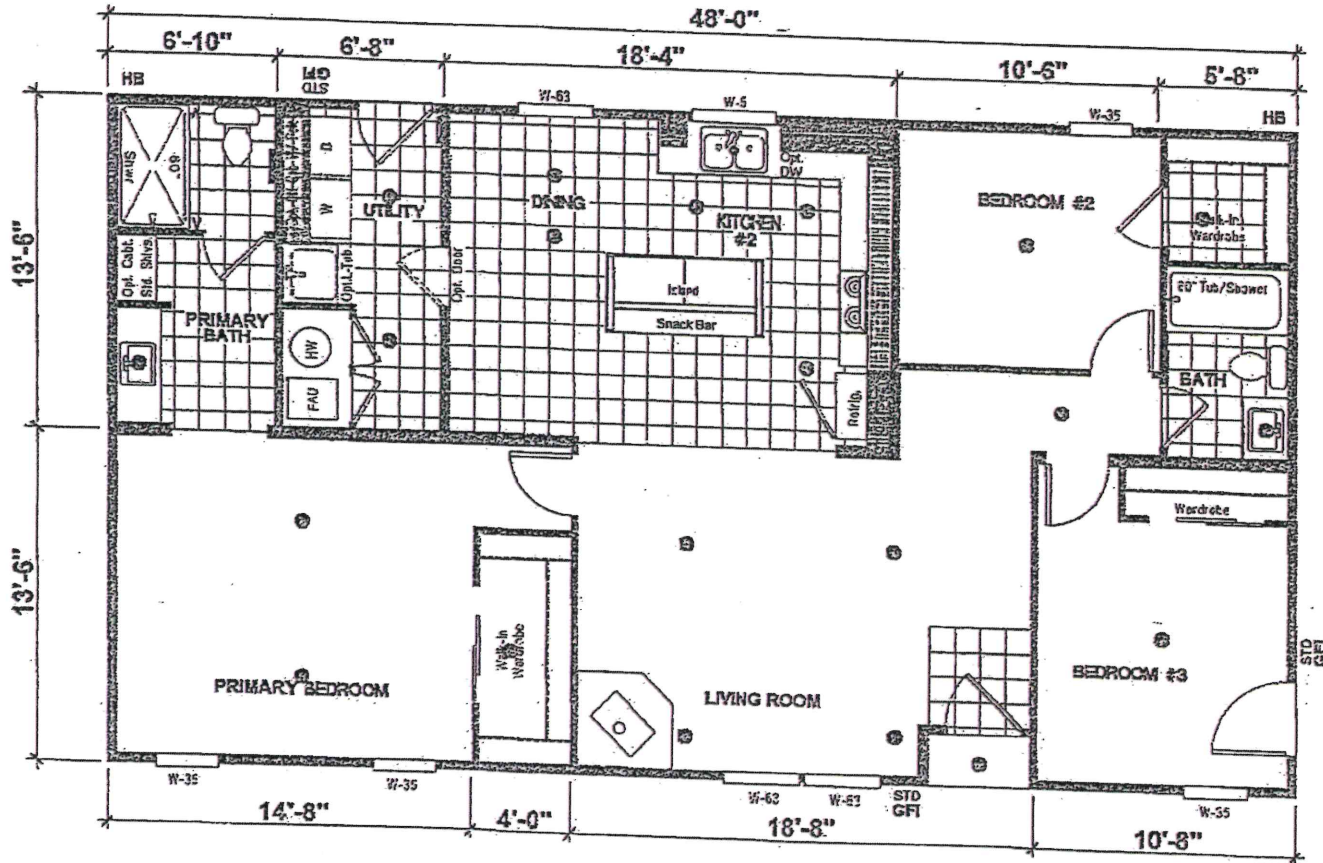 48'-0"
6'-10"
6'-8"
18'-4"
10'-6"
5'-8"
HB
STD
GFI
W-63
W-5
W-35
HB
13'-6"
13'-6"
60"
Shwr
D
W
UTILITY
DINING
Opt.
DW
KITCHEN
#2
BEDROOM #2
Walk-In
Wardrobe
Opt. Cabt.
Std. Shlvs.
Opt. L-Tub
Opt. Door
Island
Snack Bar
60" Tub/Shower
PRIMARY
BATH
HW
FAU
Refrig.
BATH
Wardrobe
Walk-In
Wardrobe
PRIMARY BEDROOM
LIVING ROOM
BEDROOM #3
STD
GFI
W-35
W-35
W-63
W-63
STD
GFI
W-35
14'-8"
4'-0"
18'-8"
10'-8"